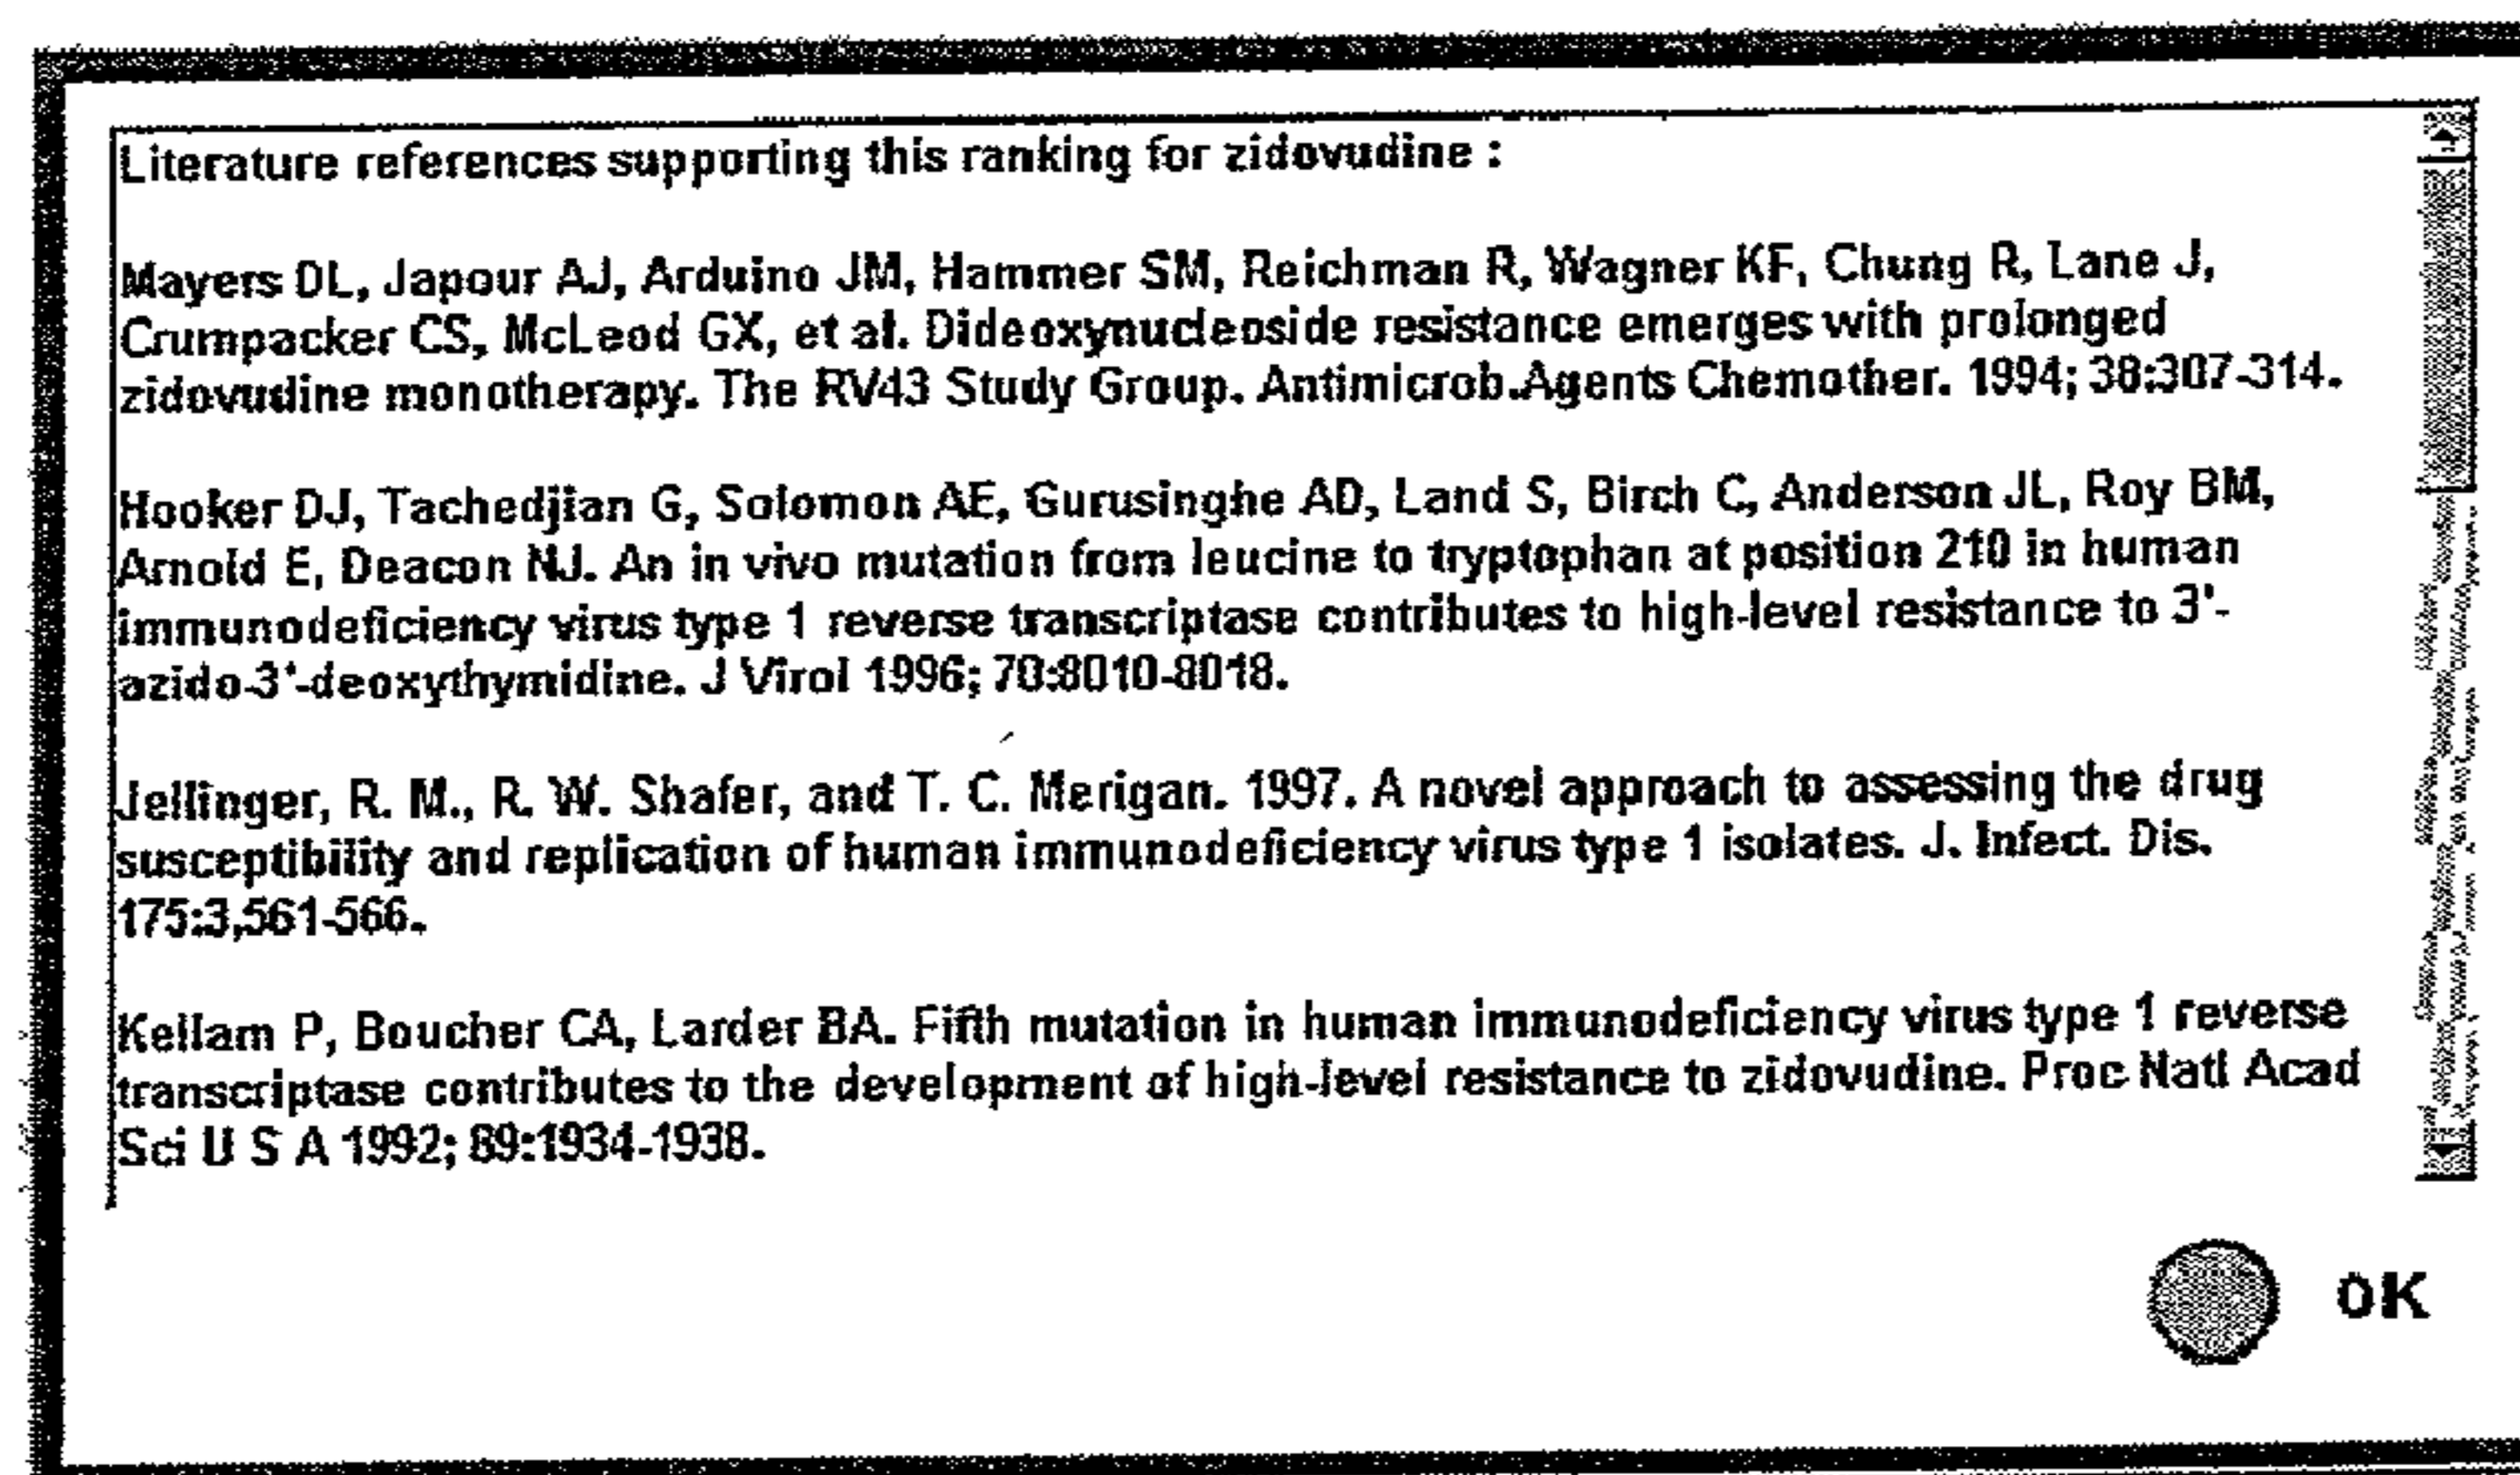 Literature references supporting this ranking for zidovudine :
Mayers DL, Japour AJ, Arduino JM, Hammer SM, Reichman R, Wagner KF, Chung R, Lane J,
Crumpacker CS, McLeod GX, et al. Dideoxynucleoside resistance emerges with prolonged
zidovudine monotherapy. The RV43 Study Group. Antimicrob.Agents Chemother. 1994; 38:307-314.
Hooker DJ, Tachedjian G, Solomon AE, Gurusinghe AD, Land S, Birch C, Anderson JL, Roy BM,
Arnold E, Deacon NJ. An in vivo mutation from leucine to tryptophan at position 210 in human
immunodeficiency virus type 1 reverse transcriptase contributes to high-level resistance to 3'-
azido-3'-deoxythymidine. J Virol 1996; 70:8010-8018.
Jellinger, R. M., R. W. Shafer, and T. C. Merigan. 1997. A novel approach to assessing the drug
susceptibility and replication of human immunodeficiency virus type 1 isolates. J. Infect. Dis.
175:3,561-566.
Kellam P, Boucher CA, Larder BA. Fifth mutation in human immunodeficiency virus type 1 reverse
transcriptase contributes to the development of high-level resistance to zidovudine. Proc Natl Acad
Sci U S A 1992; 89:1934-1938.
OK